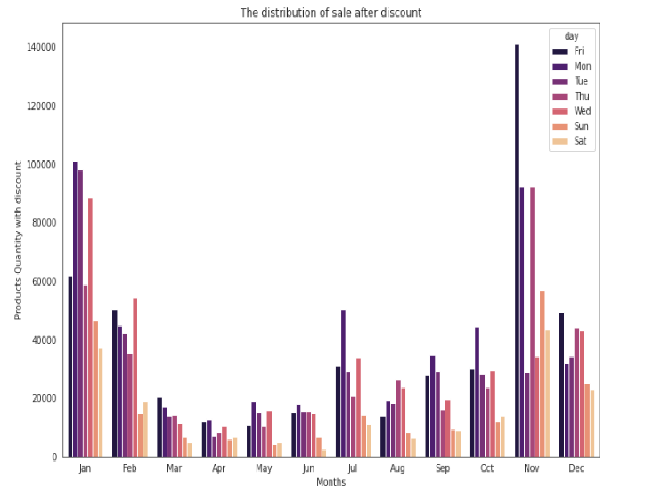 The distribution of sale after discount
day
Fri
Mon
Tue
Thu
Wed
Sun
Sat
Products Quantity with discount
140000
120000
100000
80000
60000
40000
20000
0
Jan Feb Mar Apr May Jun Jul Aug Sep Oct Nov Dec
Months